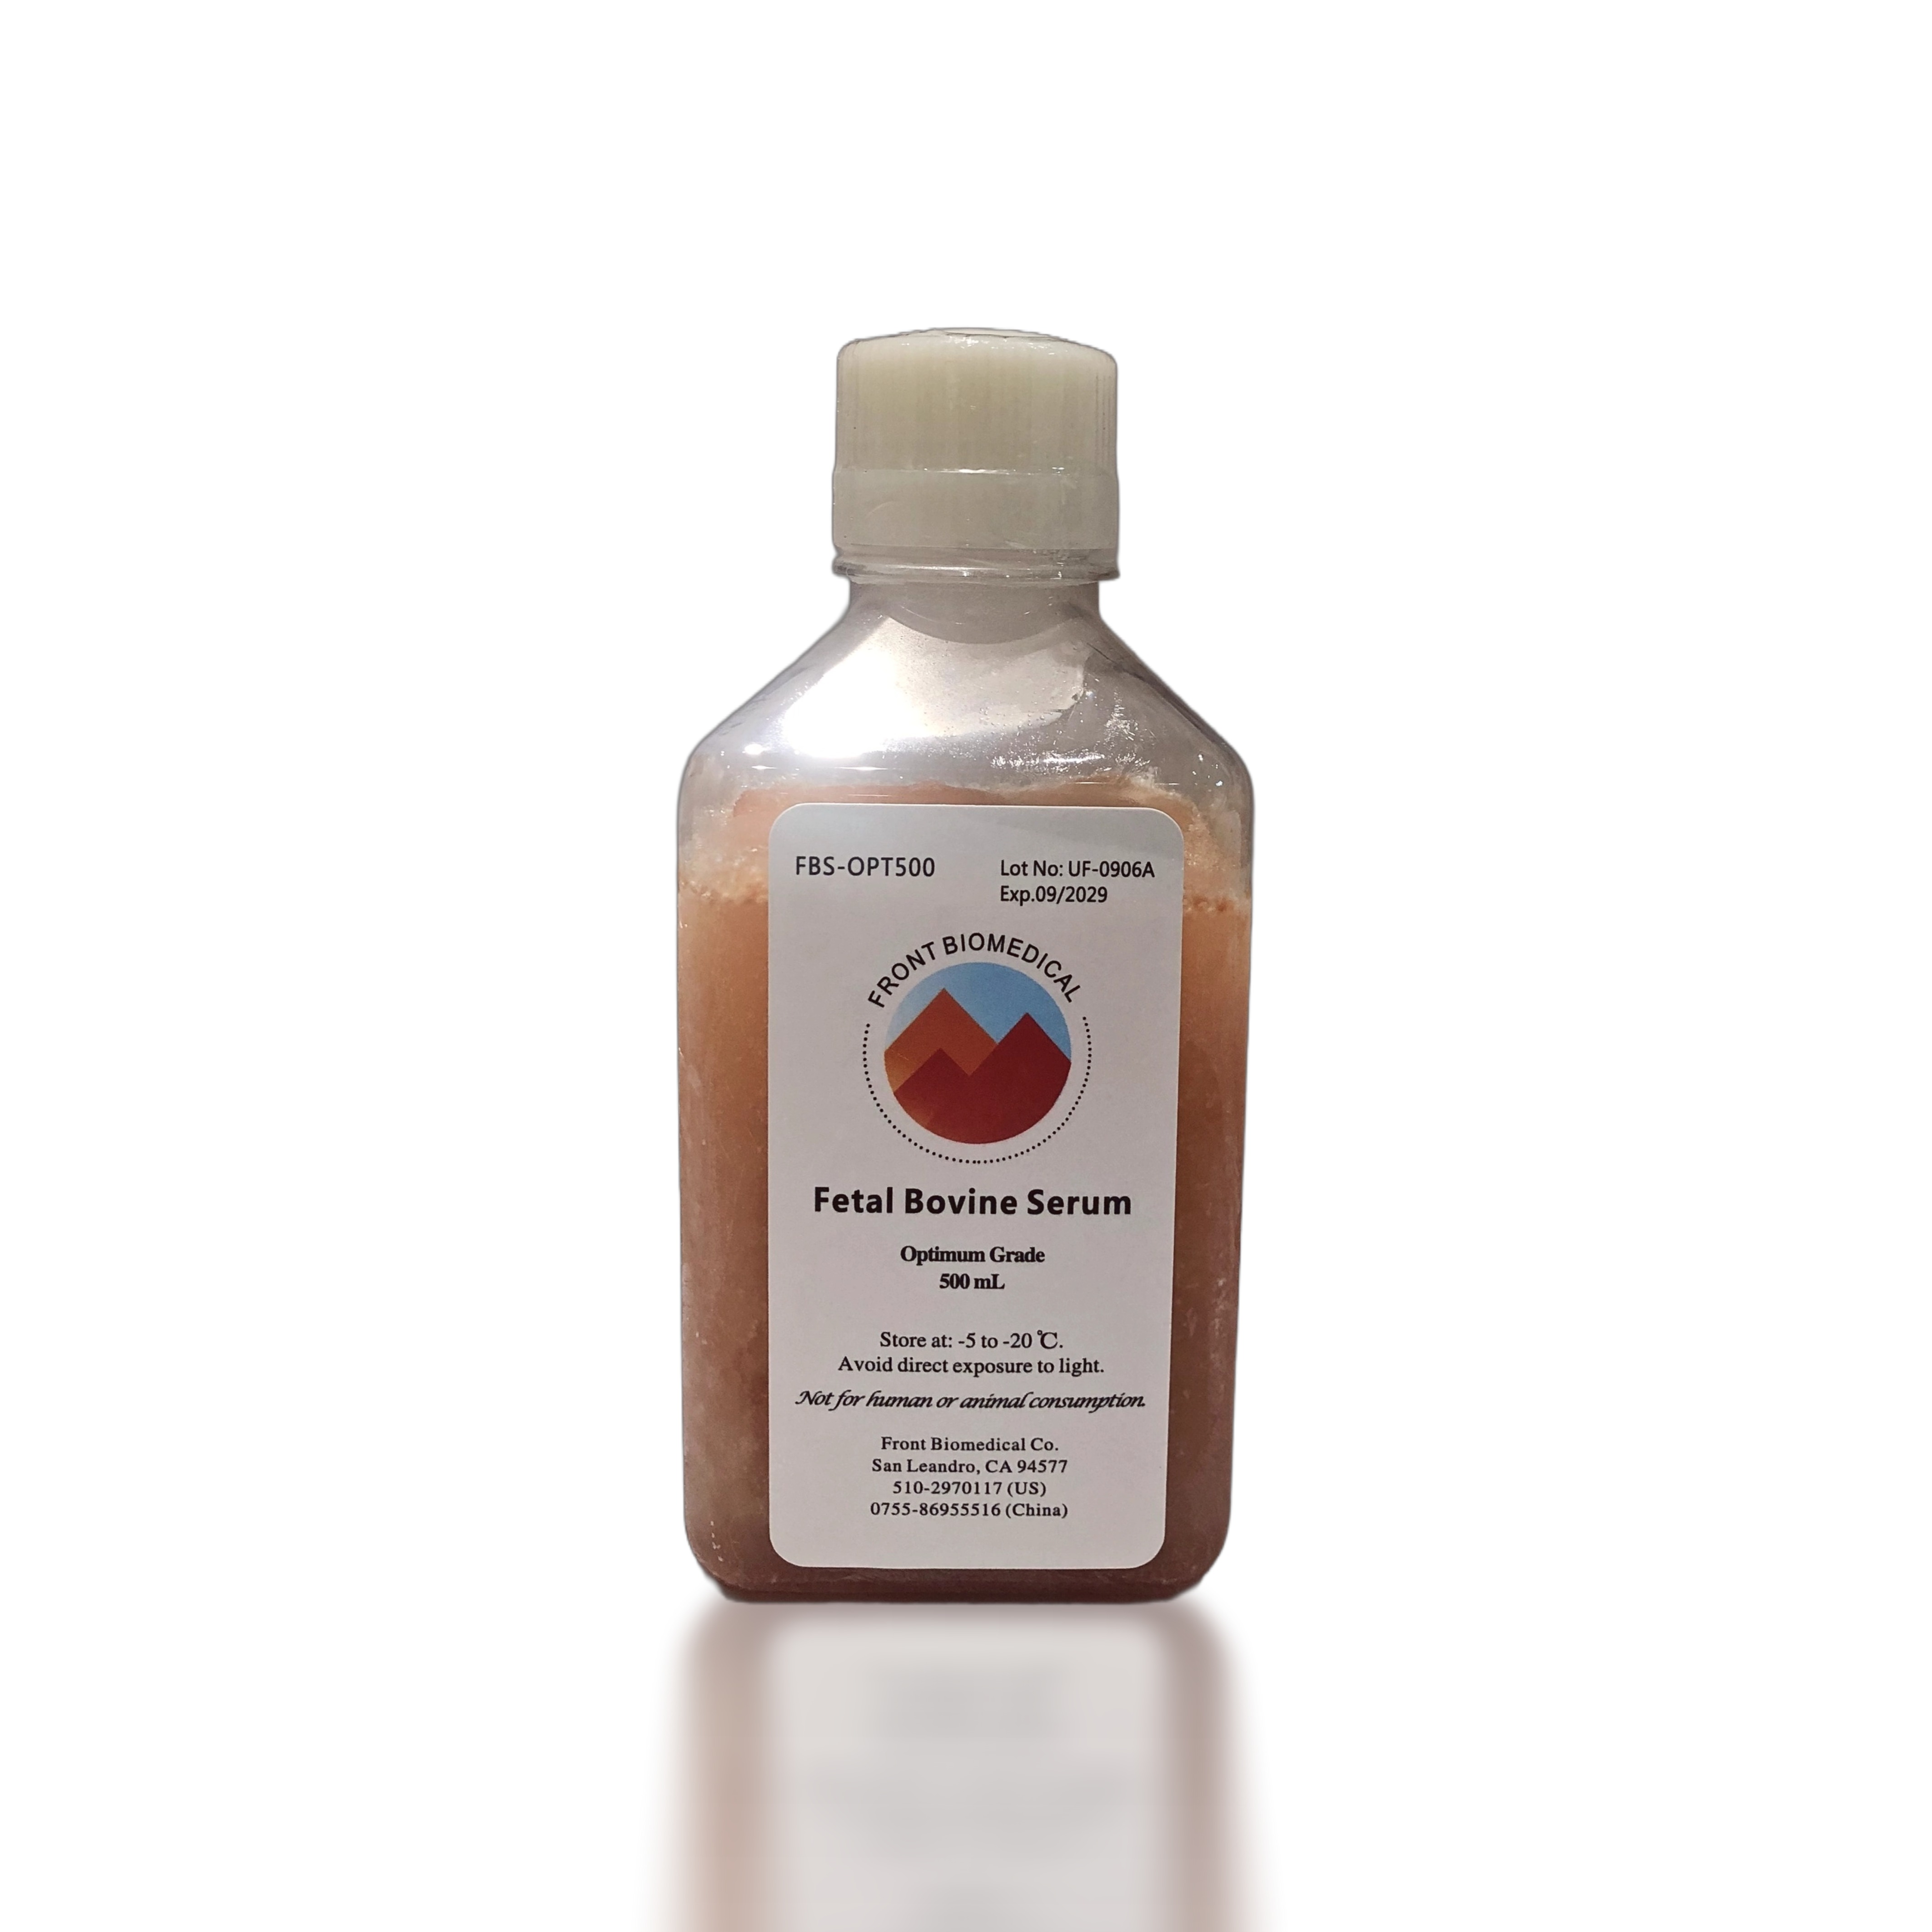 FBS-OPT500
Lot No: UF-0906A
Exp.09/2029
FRONT BIOMEDICAL
Fetal Bovine Serum
Optimum Grade
500 mL
Store at: -5 to -20 ℃.
Avoid direct exposure to light.
Not for human or animal consumption.
Front Biomedical Co.
San Leandro, CA 94577
510-2970117 (US)
0755-86955516 (China)